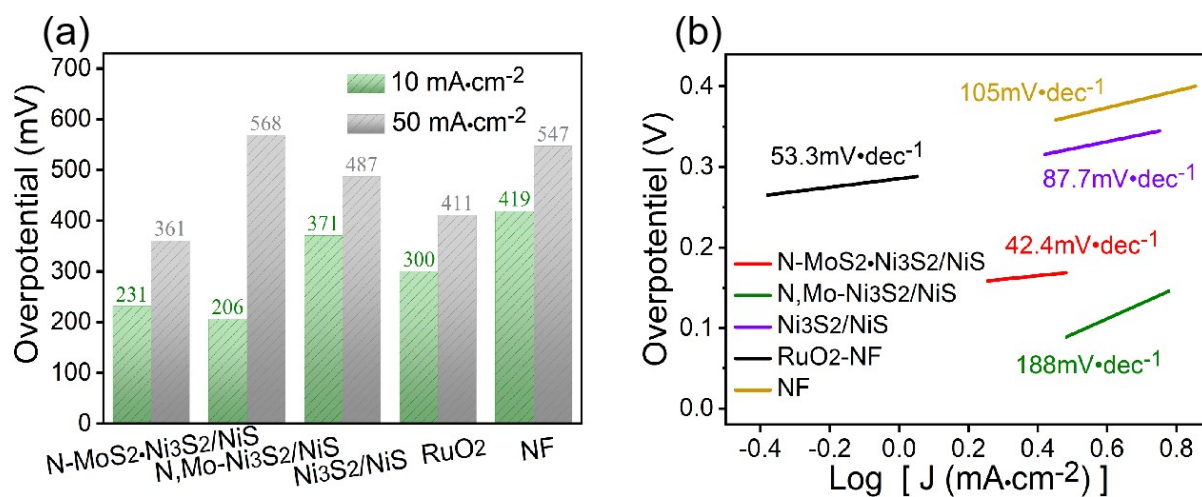 (a)
Overpotential (mV)
700
600
500
400
300
200
100
0
10 mA•cm-2
50 mA•cm-2
231
361
206
568
371
487
300
411
419
547
N-MoS2•Ni3S2/NiS
N,Mo-Ni3S2/NiS
Ni3S2/NiS
RuO2
NF
(b)
Overpotentiel (V)
0.4
0.3
0.2
0.1
0.0
105mV•dec-1
53.3mV•dec-1
87.7mV•dec-1
42.4mV•dec-1
188mV•dec-1
N-MoS2•Ni3S2/NiS
N,Mo-Ni3S2/NiS
Ni3S2/NiS
RuO2-NF
NF
-0.4 -0.2 0.0 0.2 0.4 0.6 0.8
Log [ J (mA•cm-2) ]